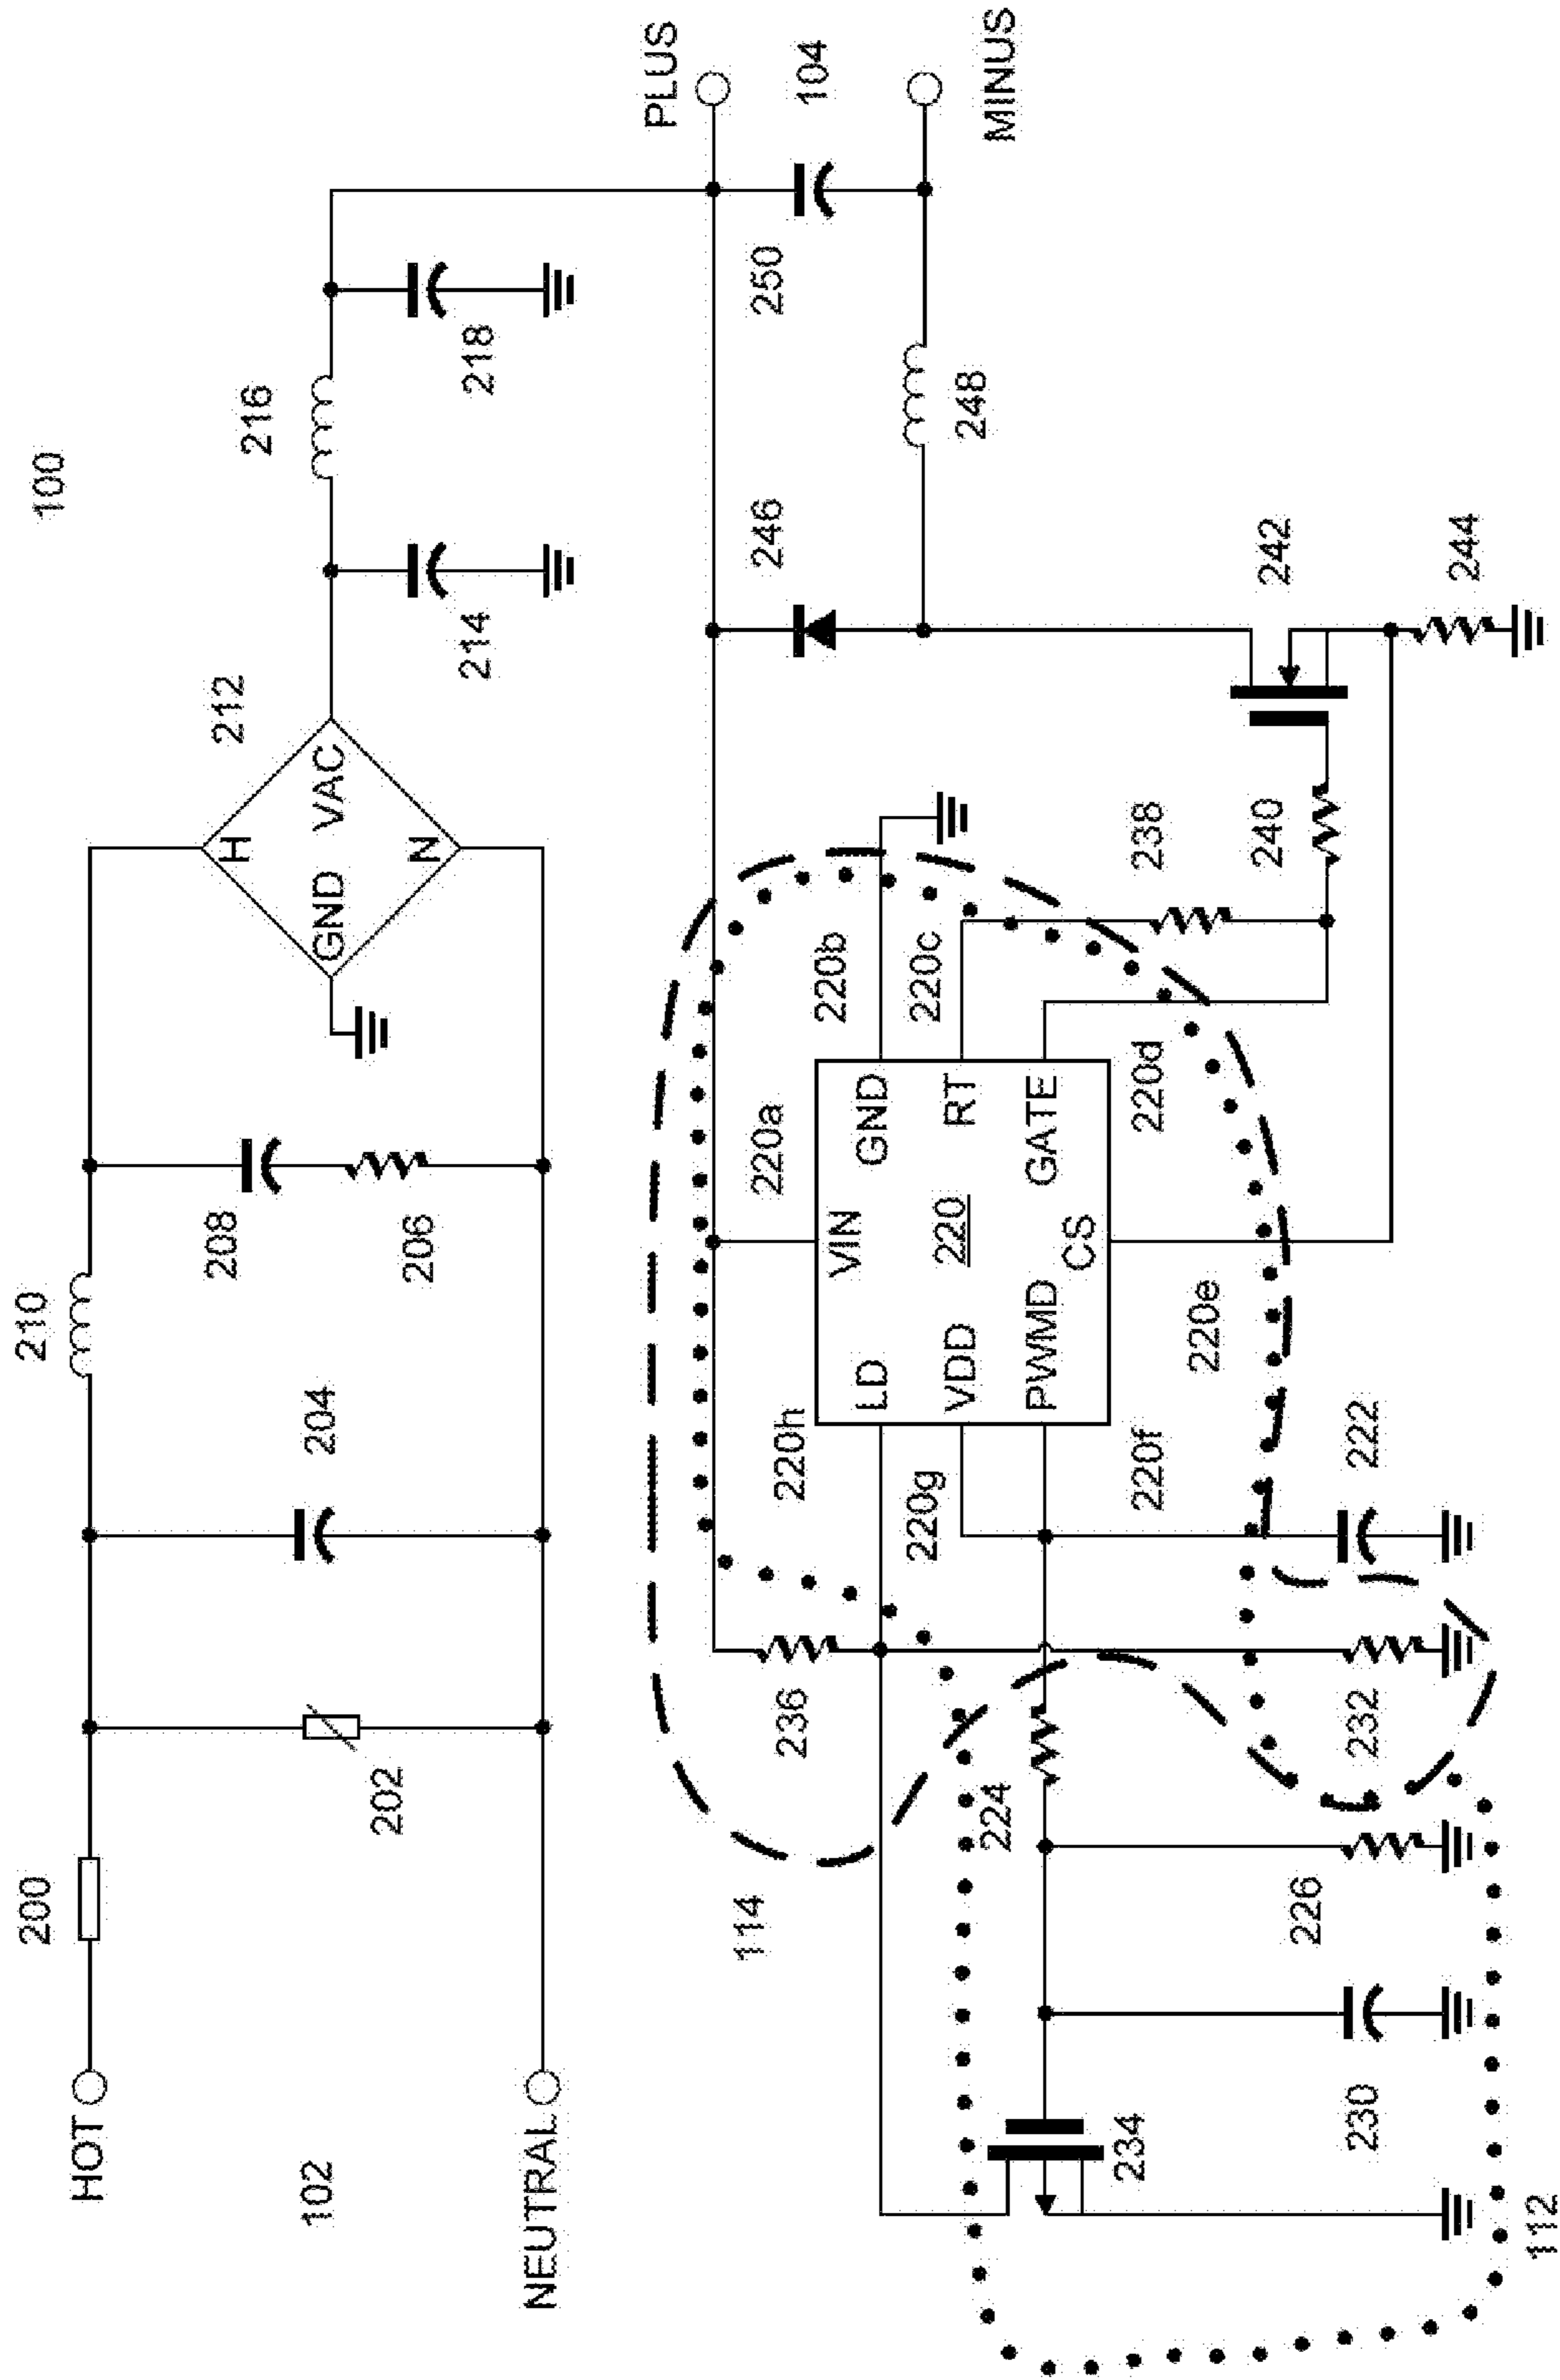 100
HOT
200
210
212
216
202
204
208
206
H
GND VAC
N
214
218
102
NEUTRAL
PLUS
104
MINUS
250
248
246
114
236
220h
220a
220b
220c
220g
VIN
LD
GND
VDD
220
RT
PWMD
GATE
CS
220f
220d
220e
224
238
240
242
244
234
230
226
232
222
112